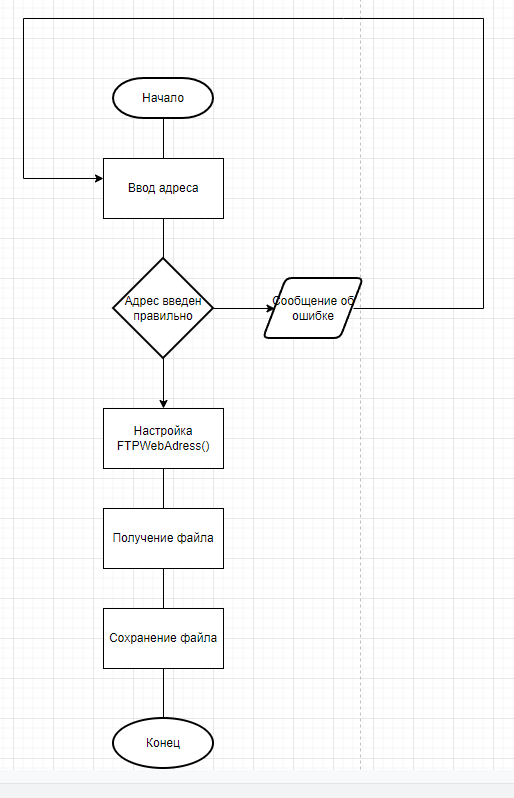 Начало
Ввод адреса
Адрес введен
правильно
Сообщение об
ошибке
Настройка
FTPWebAdress()
Получение файла
Сохранение файла
Конец